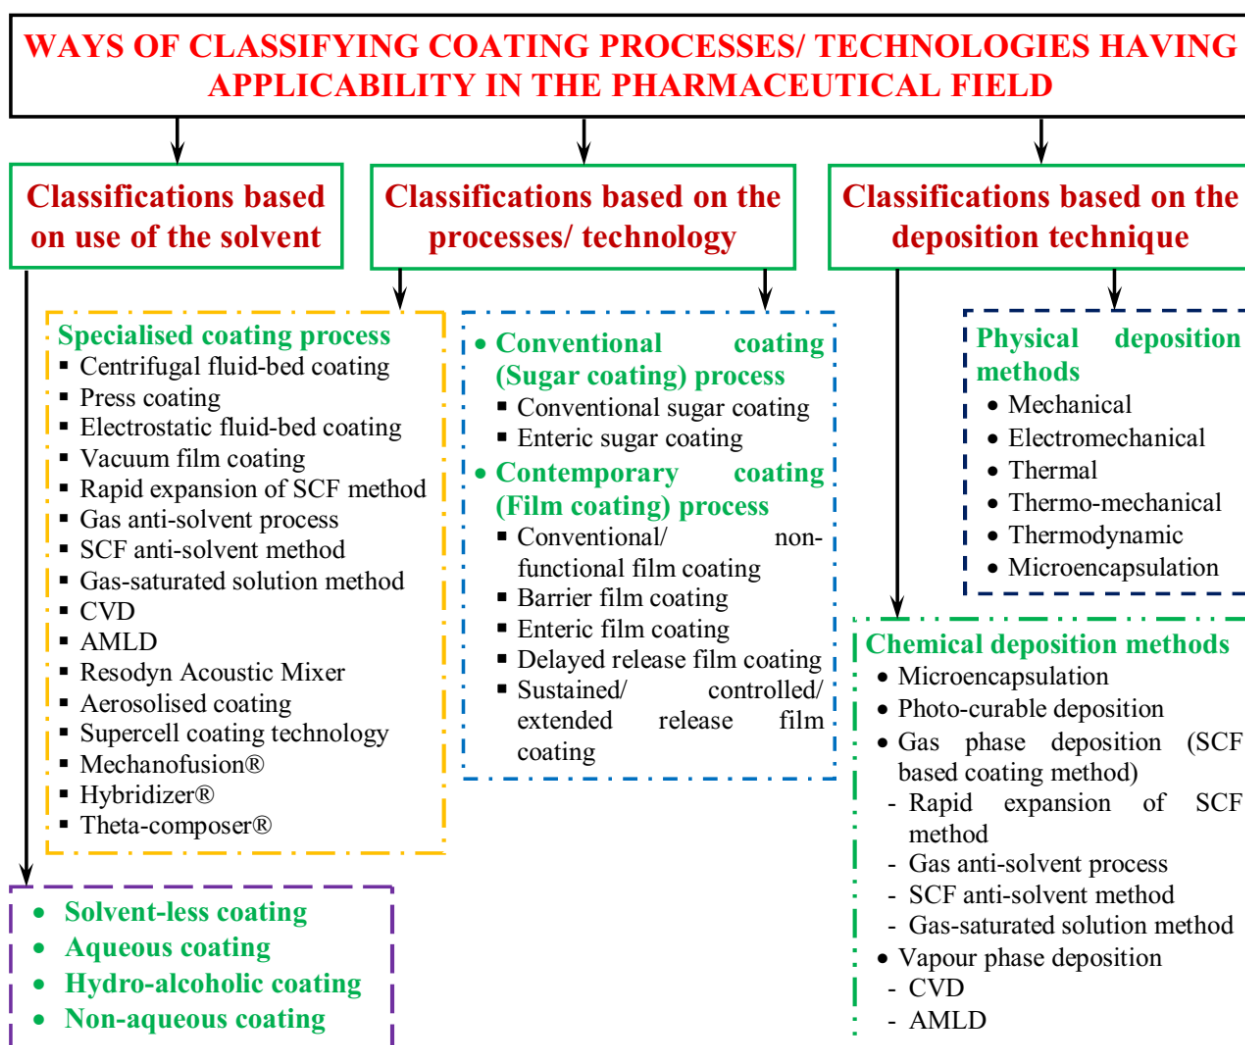 WAYS OF CLASSIFYING COATING PROCESSES/ TECHNOLOGIES HAVING
APPLICABILITY IN THE PHARMACEUTICAL FIELD
Classifications based
on use of the solvent
Classifications based on the
processes/ technology
Classifications based on the
deposition technique
Specialised coating process
▪ Centrifugal fluid-bed coating
▪ Press coating
▪ Electrostatic fluid-bed coating
▪ Vacuum film coating
▪ Rapid expansion of SCF method
▪ Gas anti-solvent process
▪ SCF anti-solvent method
▪ Gas-saturated solution method
▪ CVD
▪ AMLD
▪ Resodyn Acoustic Mixer
▪ Aerosolised coating
▪ Supercell coating technology
▪ Mechanofusion®
▪ Hybridizer®
▪ Theta-composer®
• Conventional coating
(Sugar coating) process
▪ Conventional sugar coating
▪ Enteric sugar coating
• Contemporary coating
(Film coating) process
▪ Conventional/ non-
functional film coating
▪ Barrier film coating
▪ Enteric film coating
▪ Delayed release film coating
▪ Sustained/ controlled/
extended release film
coating
Physical deposition
methods
• Mechanical
• Electromechanical
• Thermal
• Thermo-mechanical
• Thermodynamic
• Microencapsulation
Chemical deposition methods
• Microencapsulation
• Photo-curable deposition
• Gas phase deposition (SCF
based coating method)
- Rapid expansion of SCF
method
- Gas anti-solvent process
- SCF anti-solvent method
- Gas-saturated solution method
• Vapour phase deposition
- CVD
- AMLD
• Solvent-less coating
• Aqueous coating
• Hydro-alcoholic coating
• Non-aqueous coating